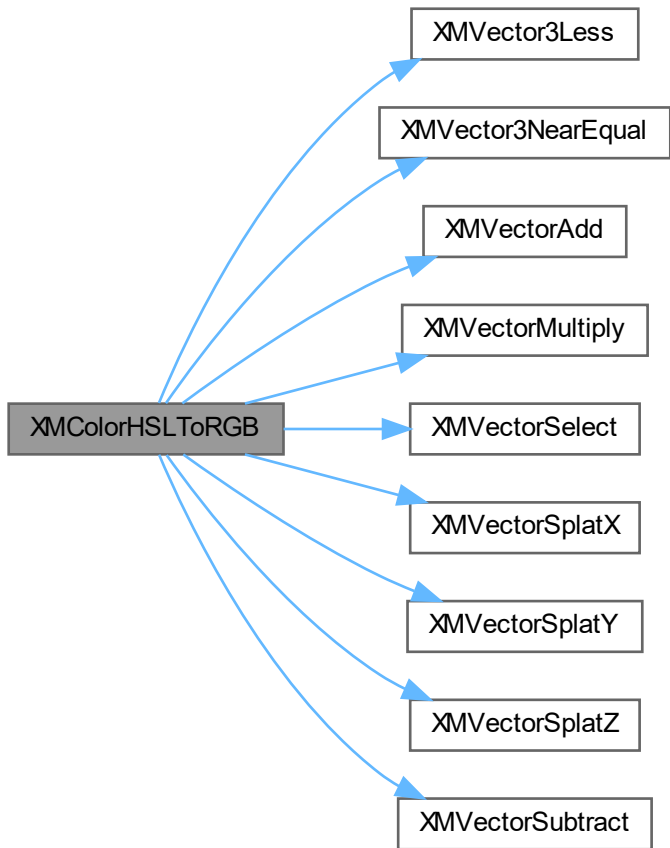 XMVector3Less
XMVector3NearEqual
XMVectorAdd
XMVectorMultiply
XMColorHSLToRGB
XMVectorSelect
XMVectorSplatX
XMVectorSplatY
XMVectorSplatZ
XMVectorSubtract